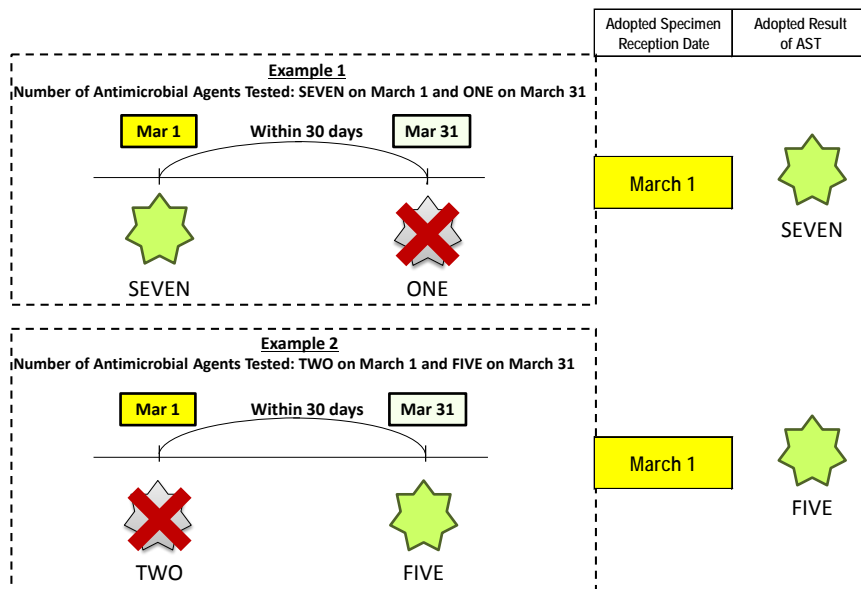 Adopted Specimen
Reception Date
Adopted Result
of AST
Example 1
Number of Antimicrobial Agents Tested: SEVEN on March 1 and ONE on March 31
Mar 1
Within 30 days
Mar 31
SEVEN
ONE
March 1
SEVEN
Example 2
Number of Antimicrobial Agents Tested: TWO on March 1 and FIVE on March 31
Mar 1
Within 30 days
Mar 31
TWO
FIVE
March 1
FIVE